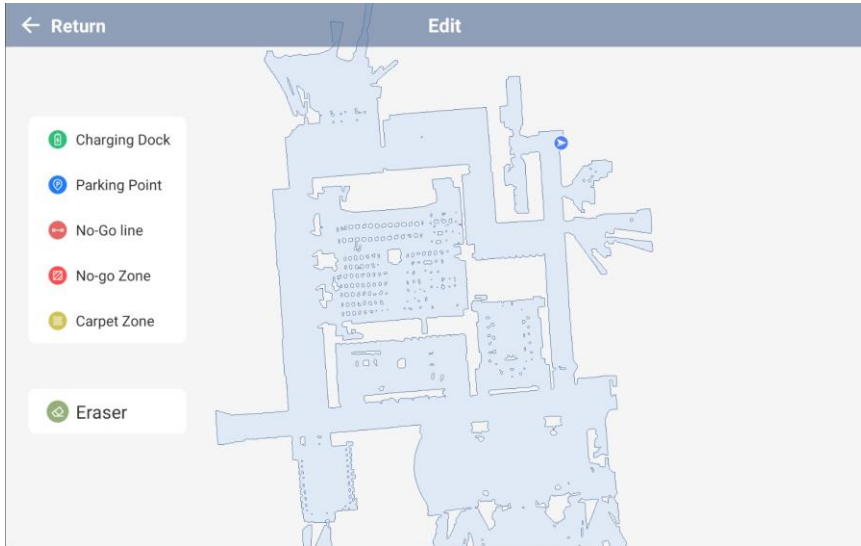 Return
Edit
Charging Dock
Parking Point
No-Go line
No-go Zone
Carpet Zone
Eraser